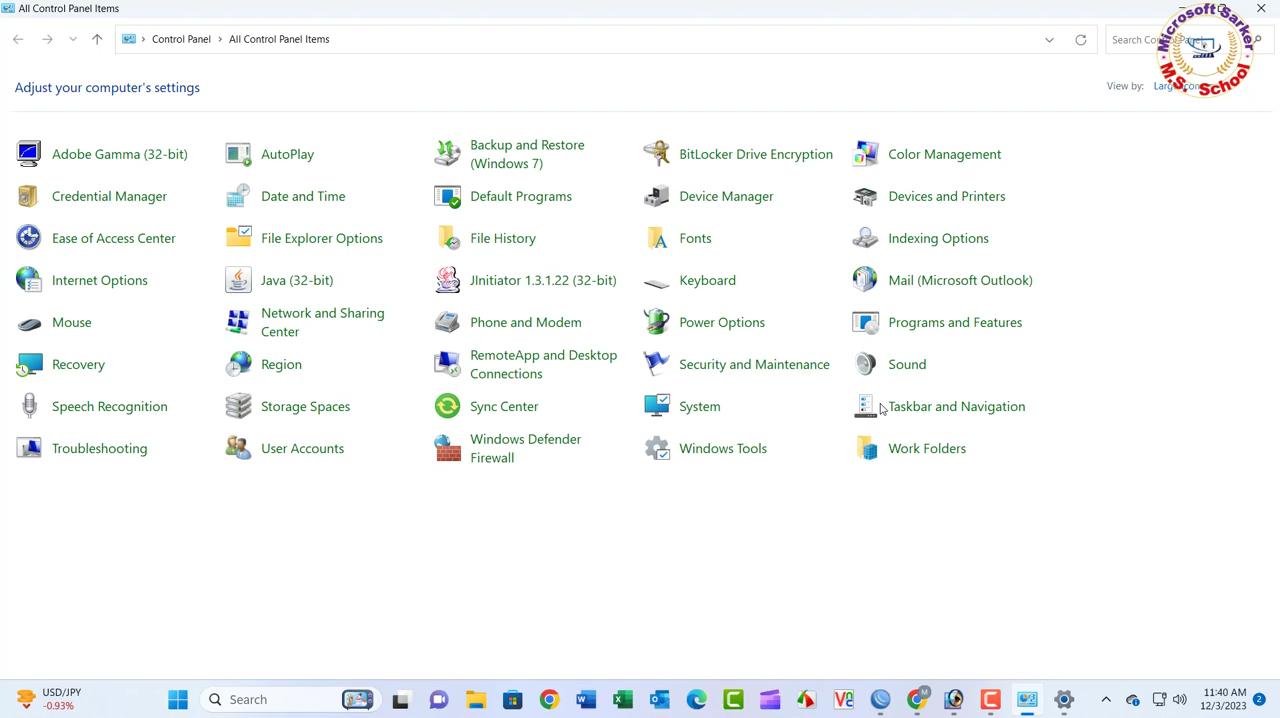 All Control Panel Items
Control Panel > All Control Panel Items
Search Co
Microsoft Sarker
M.S. School
Adjust your computer's settings
View by:
Adobe Gamma (32-bit)
AutoPlay
Backup and Restore
(Windows 7)
BitLocker Drive Encryption
Color Management
Credential Manager
Date and Time
Default Programs
Device Manager
Devices and Printers
Ease of Access Center
File Explorer Options
File History
Fonts
Indexing Options
Internet Options
Java (32-bit)
JInitiator 1.3.1.22 (32-bit)
Keyboard
Mail (Microsoft Outlook)
Mouse
Network and Sharing
Center
Phone and Modem
Power Options
Programs and Features
Recovery
Region
RemoteApp and Desktop
Connections
Security and Maintenance
Sound
Speech Recognition
Storage Spaces
Sync Center
System
Taskbar and Navigation
Troubleshooting
User Accounts
Windows Defender
Firewall
Windows Tools
Work Folders
USD/JPY
-0.93%
Search
11:40 AM
12/3/2023
2